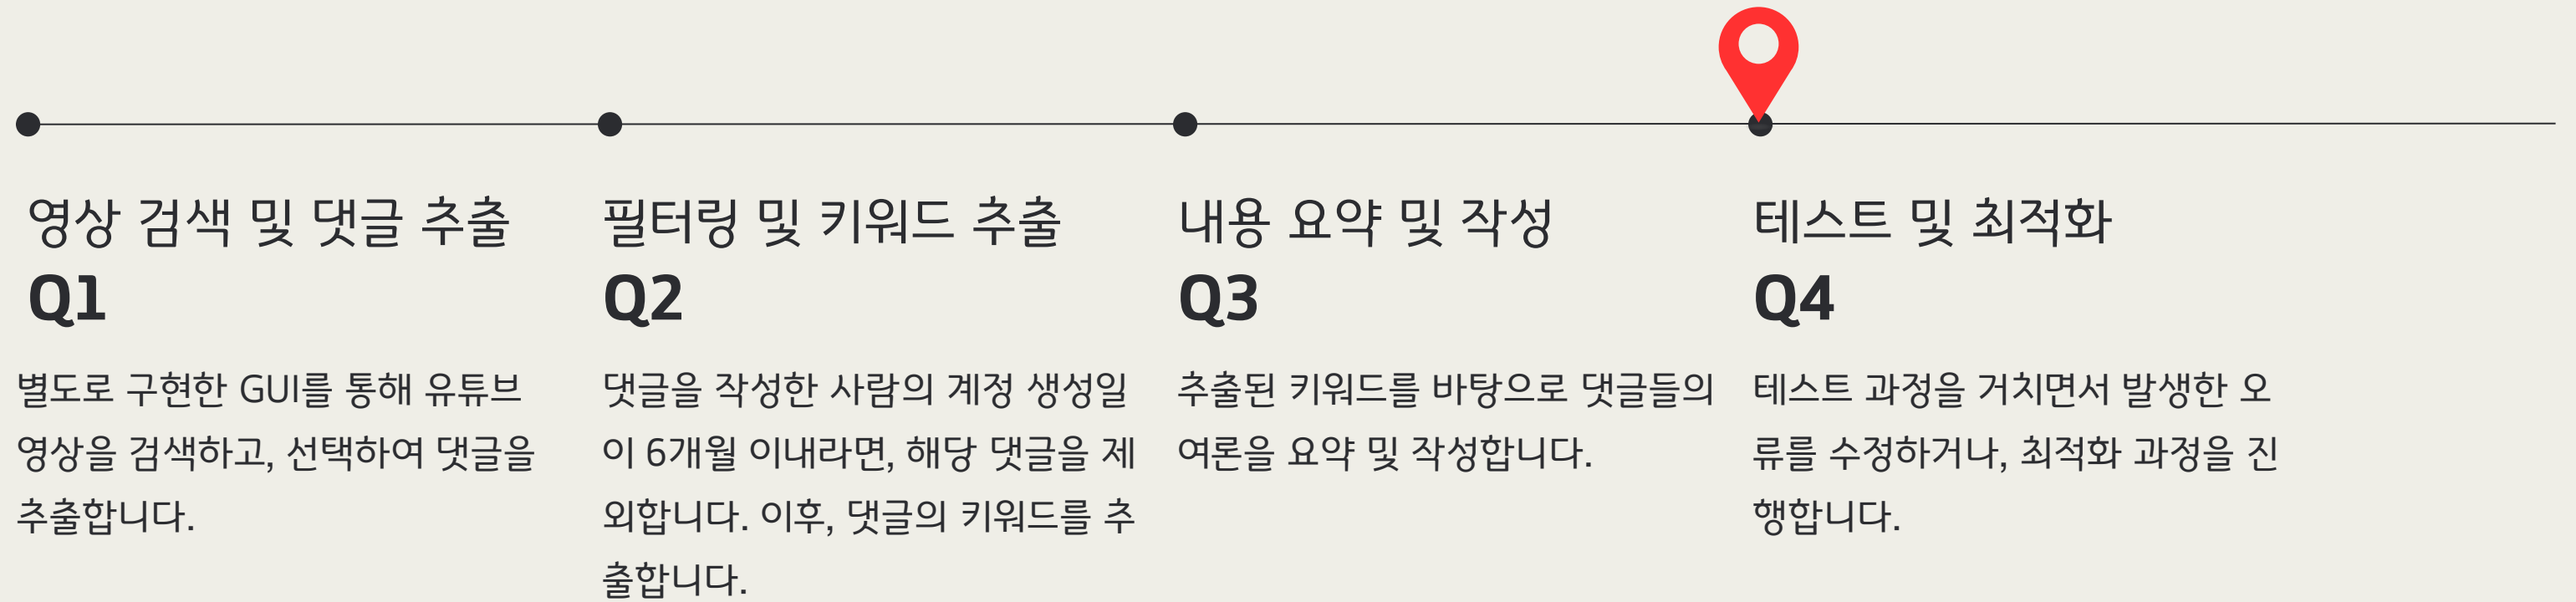 영상 검색 및 댓글 추출
Q1
별도로 구현한 GUI를 통해 유튜브
영상을 검색하고, 선택하여 댓글을
추출합니다.
필터링 및 키워드 추출
Q2
댓글을 작성한 사람의 계정 생성일
이 6개월 이내라면, 해당 댓글을 제
외합니다. 이후, 댓글의 키워드를 추
출합니다.
내용 요약 및 작성
Q3
추출된 키워드를 바탕으로 댓글들의
여론을 요약 및 작성합니다.
테스트 및 최적화
Q4
테스트 과정을 거치면서 발생한 오
류를 수정하거나, 최적화 과정을 진
행합니다.